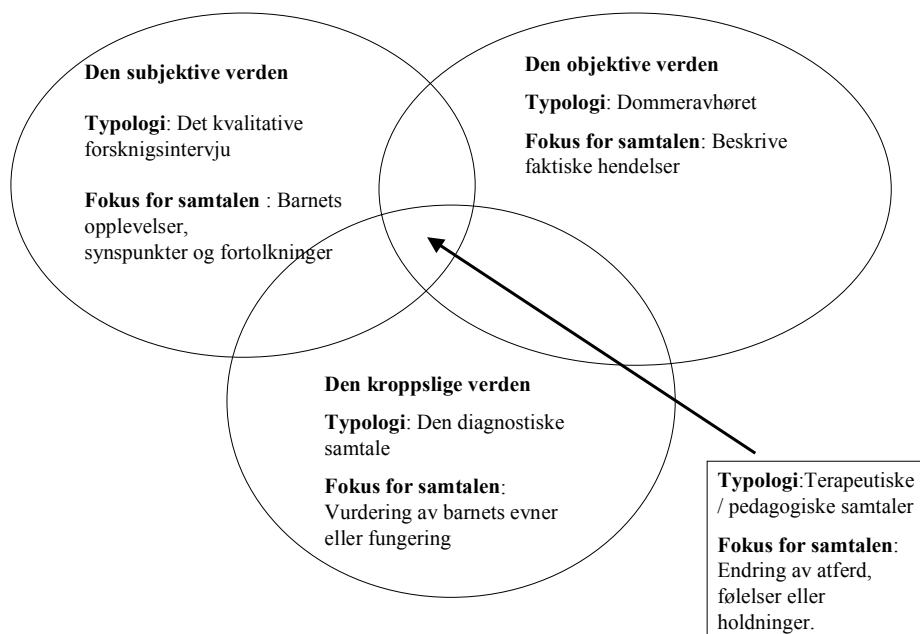 Den subjektive verden
Typologi: Det kvalitative
forsknigsintervju
Fokus for samtalen : Barnets
opplevelser,
synspunkter og fortolkninger
Den objektive verden
Typologi: Dommeravhøret
Fokus for samtalen: Beskrive
faktiske hendelser
Den kroppslige verden
Typologi: Den diagnostiske
samtale
Fokus for samtalen:
Vurdering av barnets evner
eller fungering
Typologi:Terapeutiske
/ pedagogiske samtaler
Fokus for samtalen:
Endring av atferd,
følelser eller
holdninger.